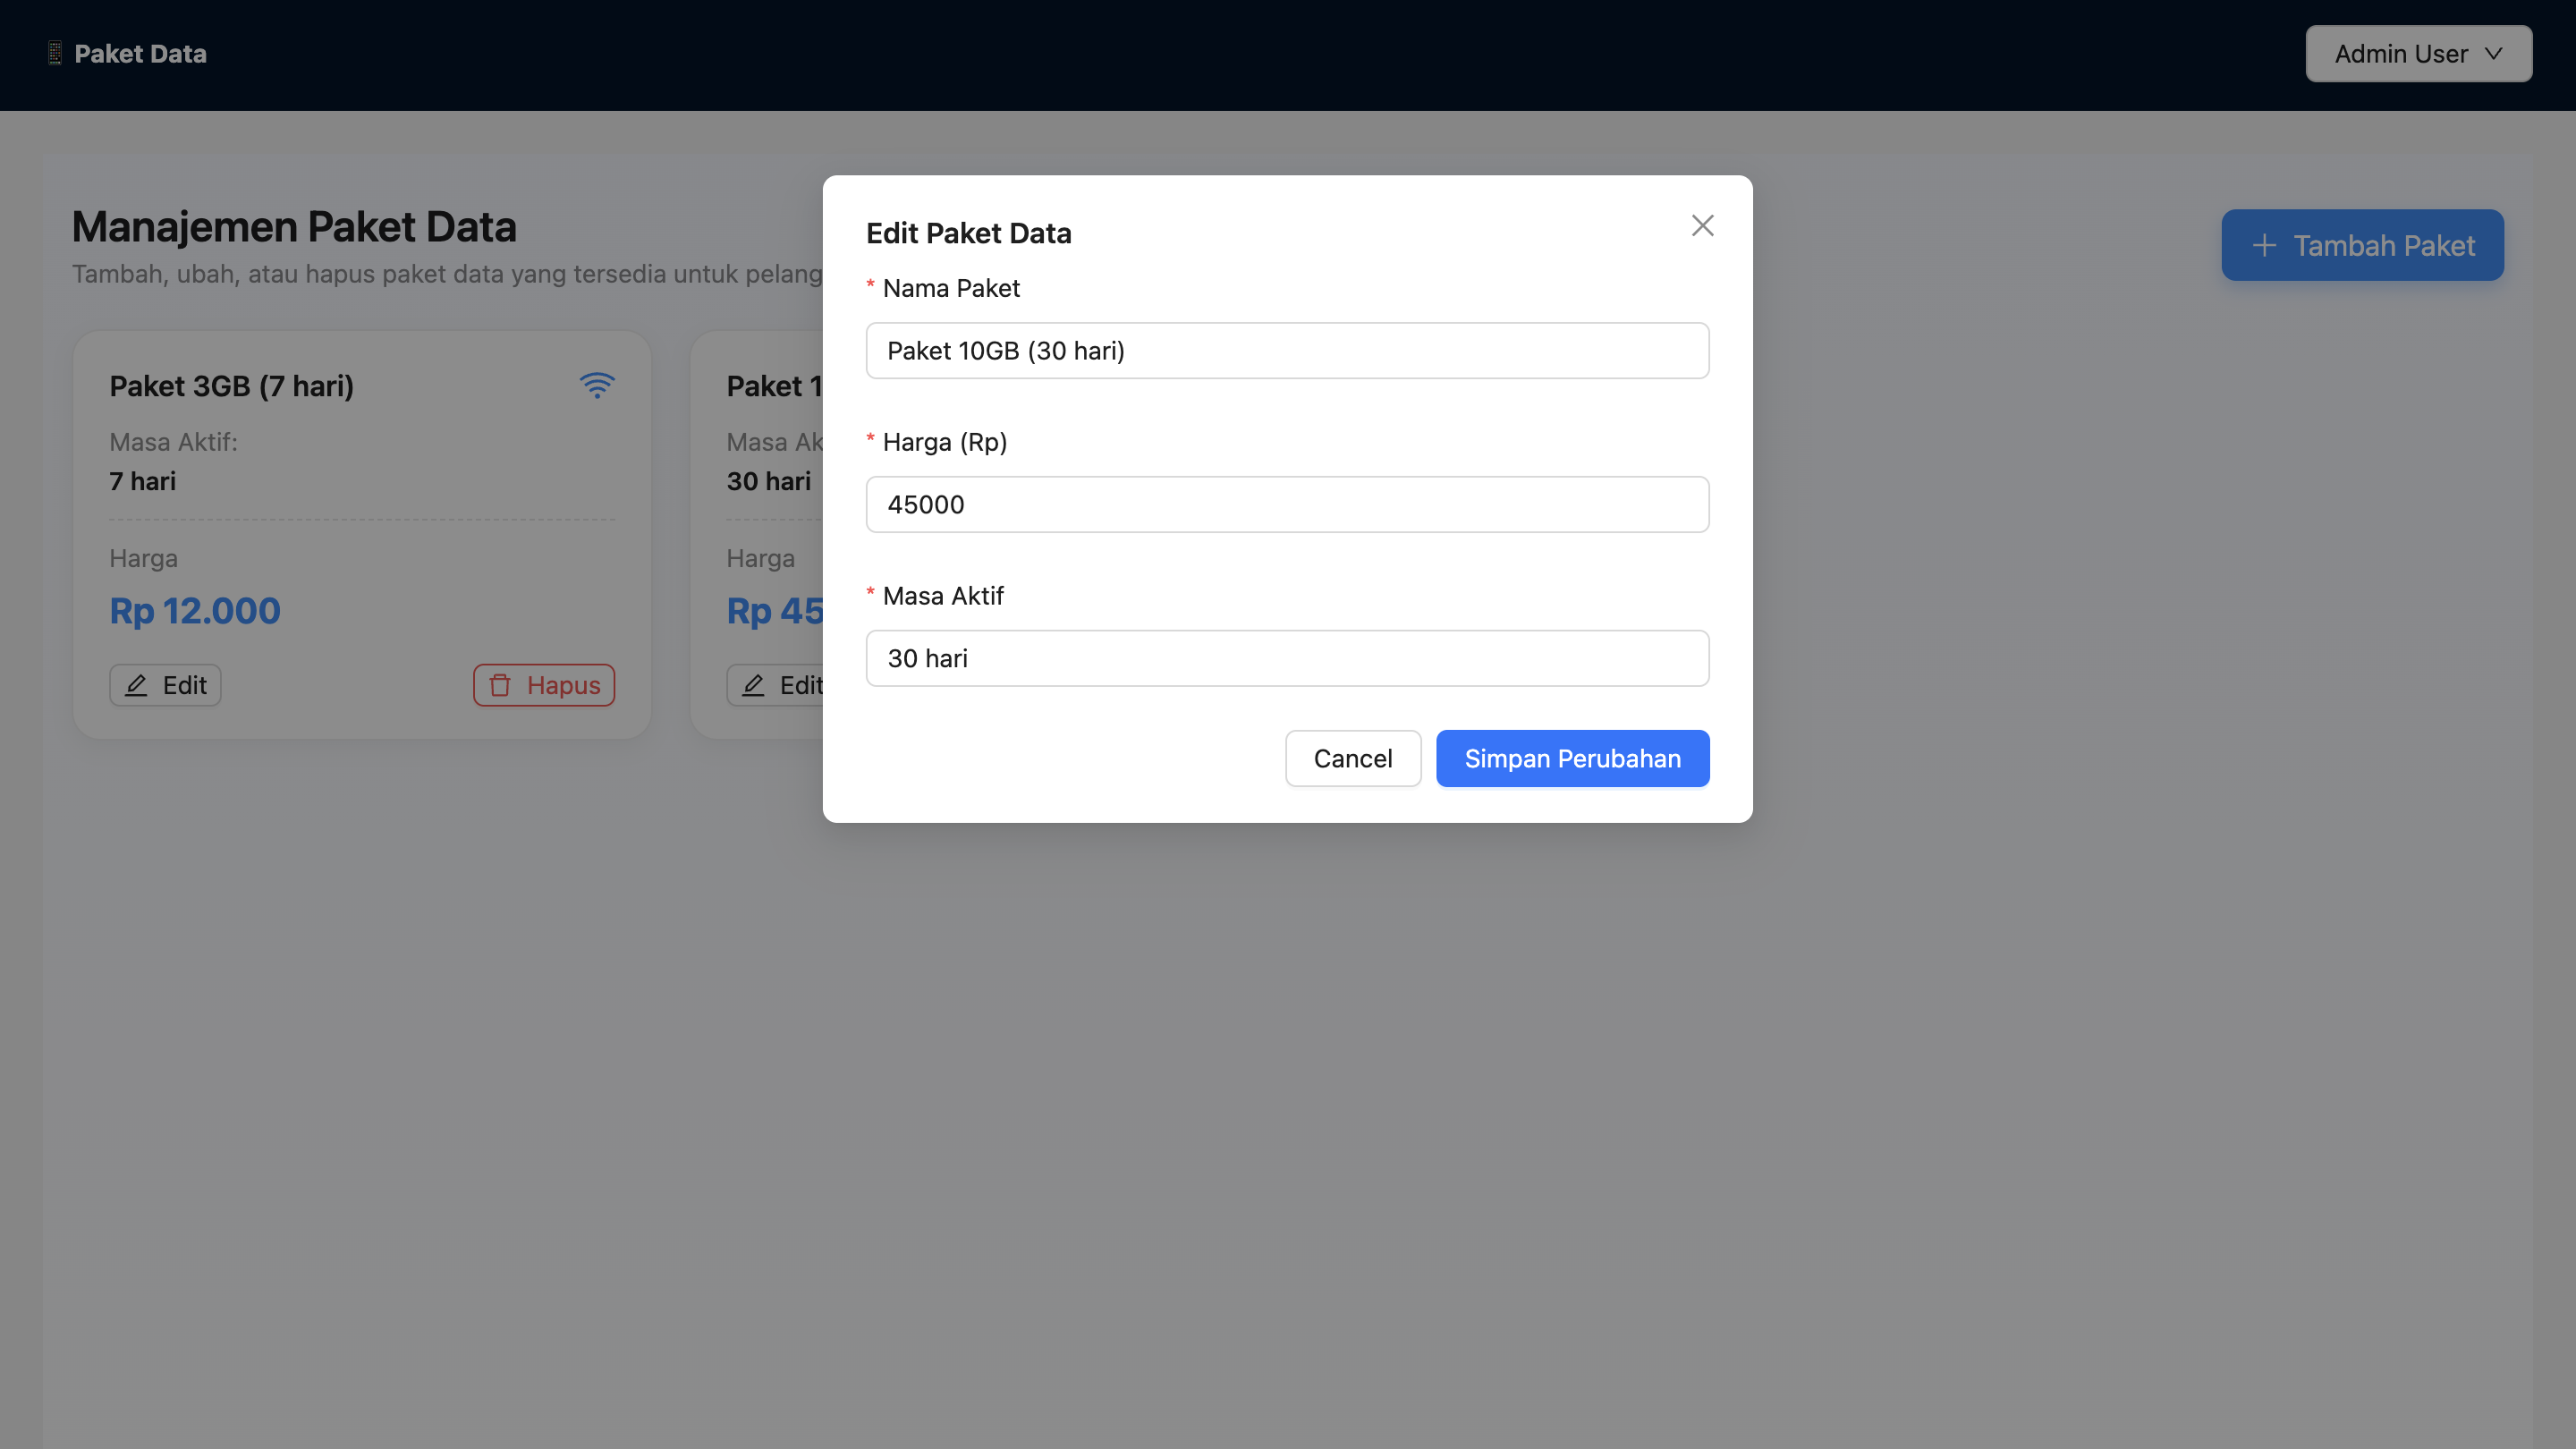 Paket Data
Admin User
Manajemen Paket Data
Tambah, ubah, atau hapus paket data yang tersedia untuk pelang
Tambah Paket
Paket 3GB (7 hari)
Masa Aktif:
7 hari
Harga
Rp 12.000
Edit
Hapus
Paket 1
Masa Ak
30 hari
Harga
Rp 45
Edit
Edit Paket Data
* Nama Paket
Paket 10GB (30 hari)
* Harga (Rp)
45000
* Masa Aktif
30 hari
Cancel
Simpan Perubahan